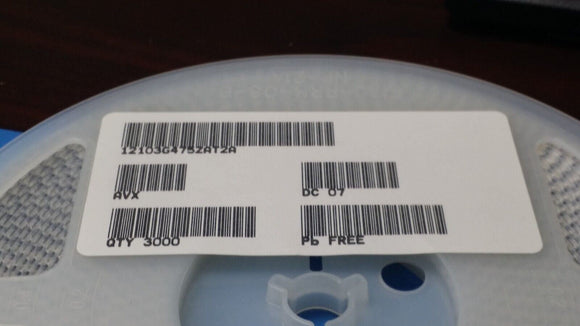 12103G475ZAT2A
AVX
DC 07
QTY 3000
Pb FREE